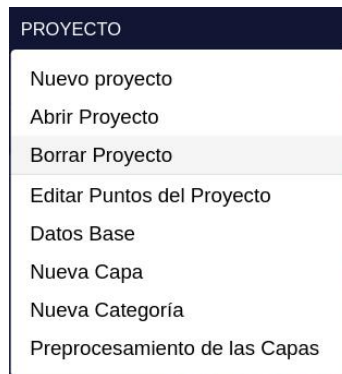 PROYECTO
Nuevo proyecto
Abrir Proyecto
Borrar Proyecto
Editar Puntos del Proyecto
Datos Base
Nueva Capa
Nueva Categoría
Preprocesamiento de las Capas